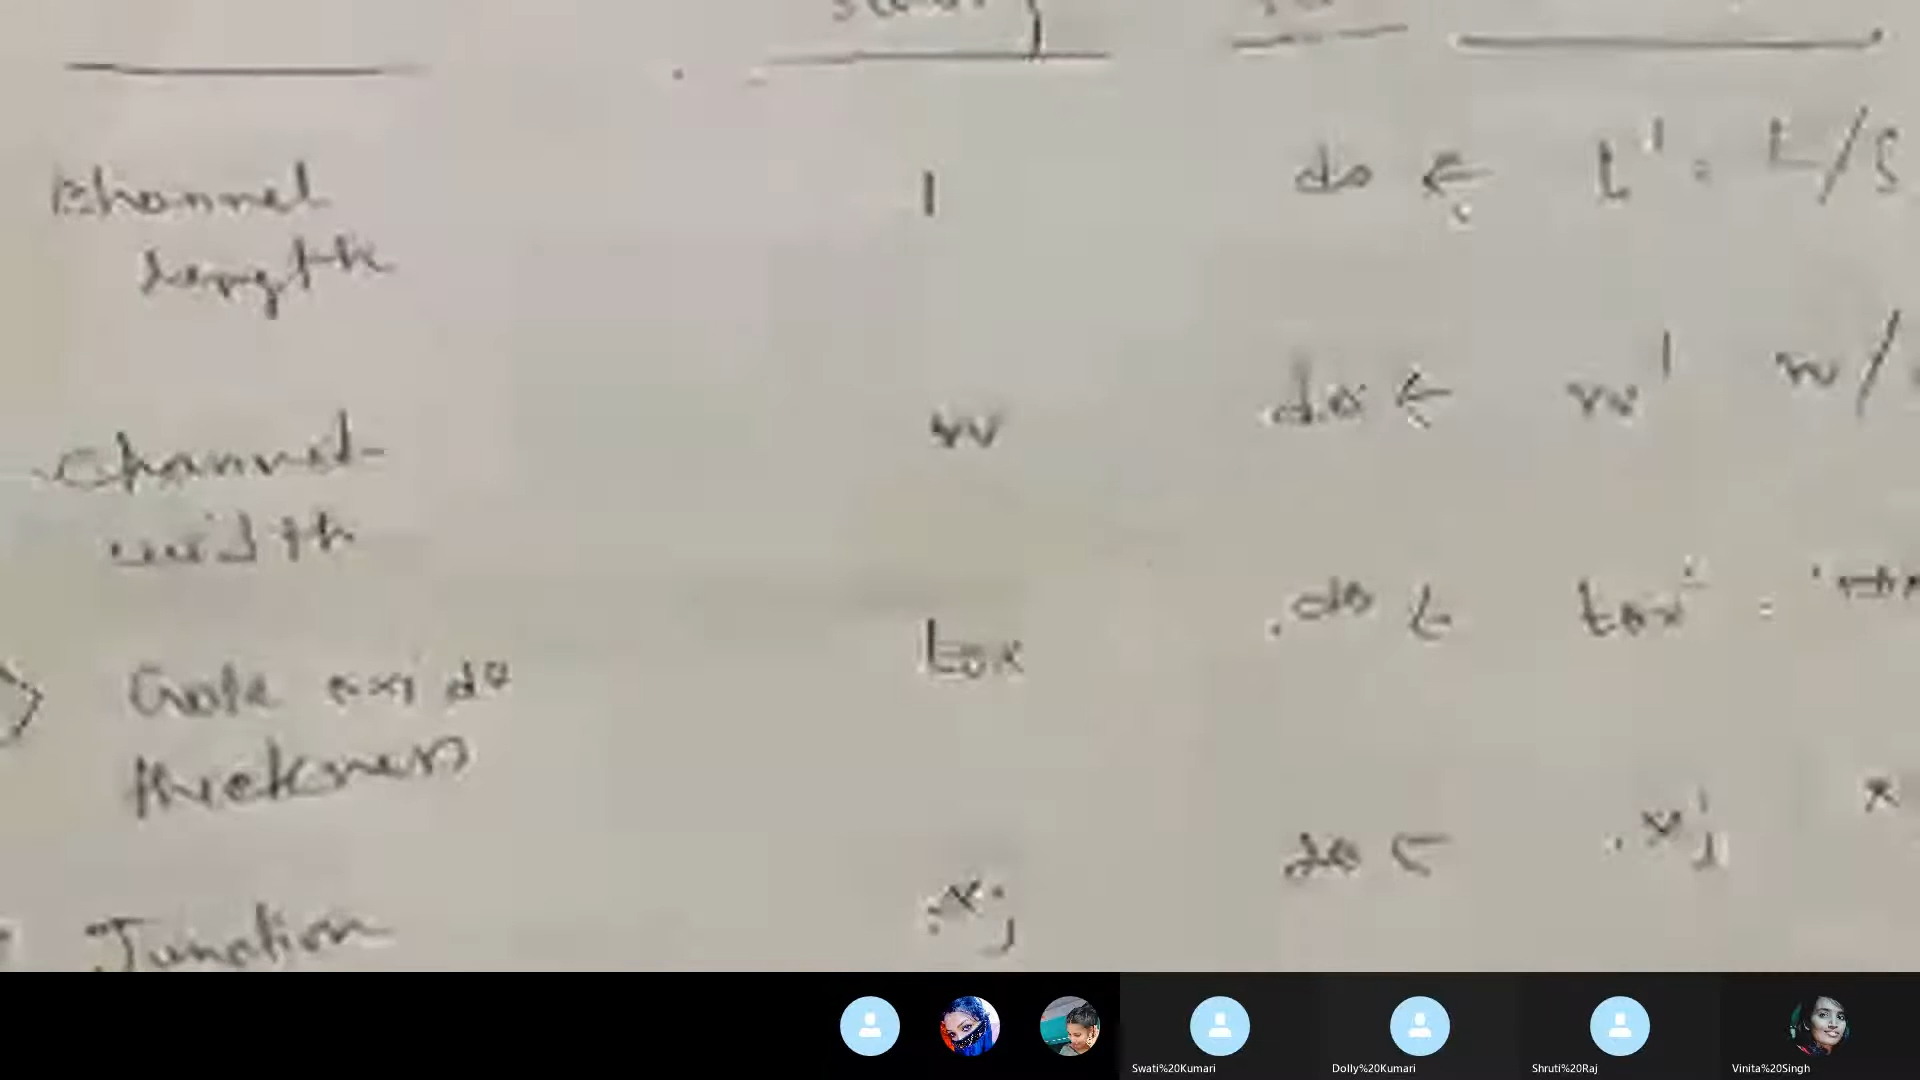 Channel length
L
do ← L' = L/S
Channel width
W
do ← W' W/
Gate oxide thickness
tox
do ← tox' =
Junction
xj
do ← xj' x
Swati%20Kumari
Dolly%20Kumari
Shruti%20Raj
Vinita%20Singh